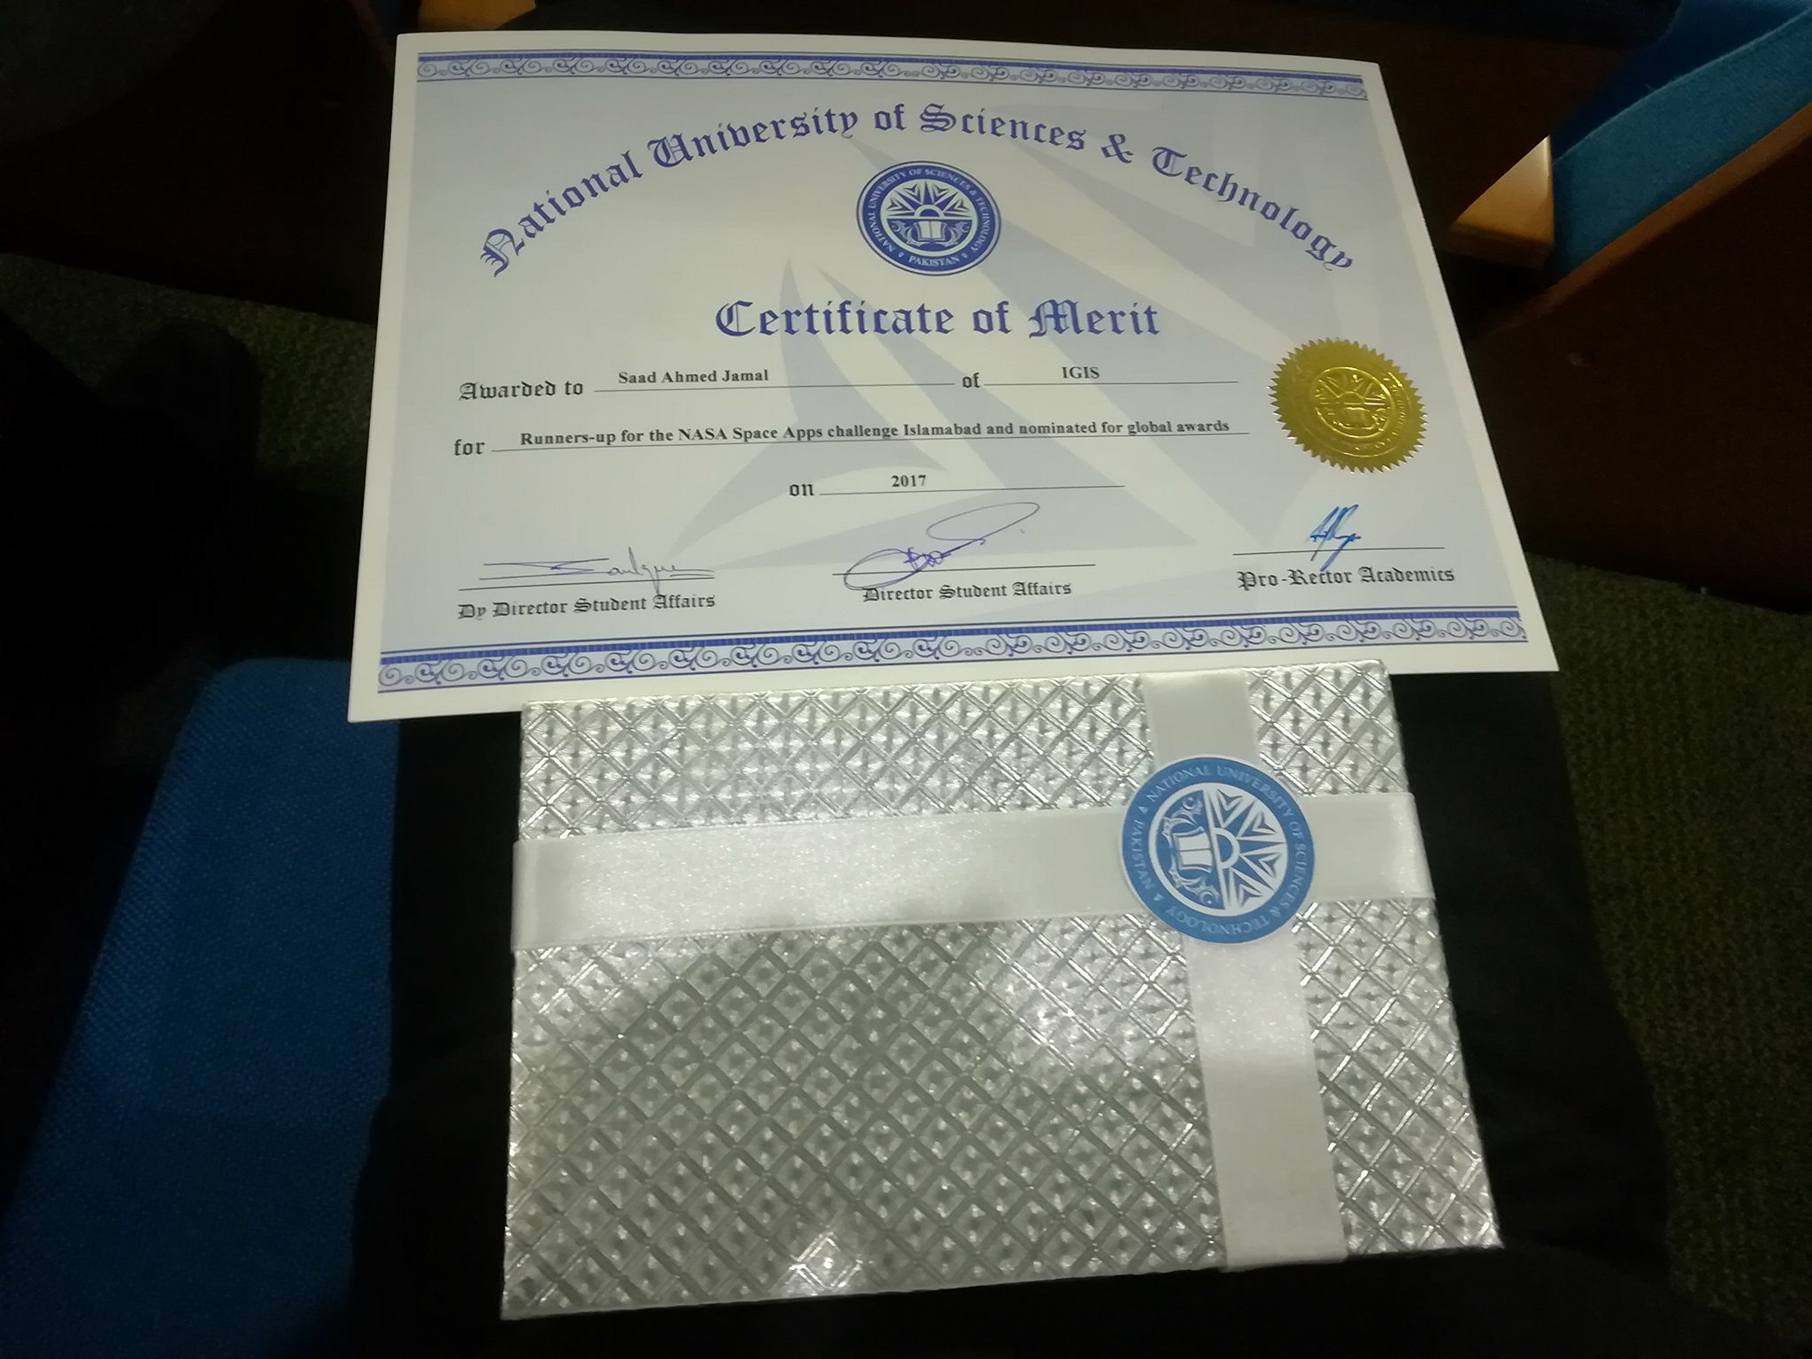 National University of Sciences & Technology
NATIONAL UNIVERSITY OF SCIENCES & TECHNOLOGY
PAKISTAN
Certificate of Merit
Awarded to Saad Ahmed Jamal of IGIS
for Runners-up for the NASA Space Apps challenge Islamabad and nominated for global awards
on 2017
Dy Director Student Affairs Director Student Affairs Pro-Rector Academics
NATIONAL UNIVERSITY OF SCIENCES & TECHNOLOGY
PAKISTAN